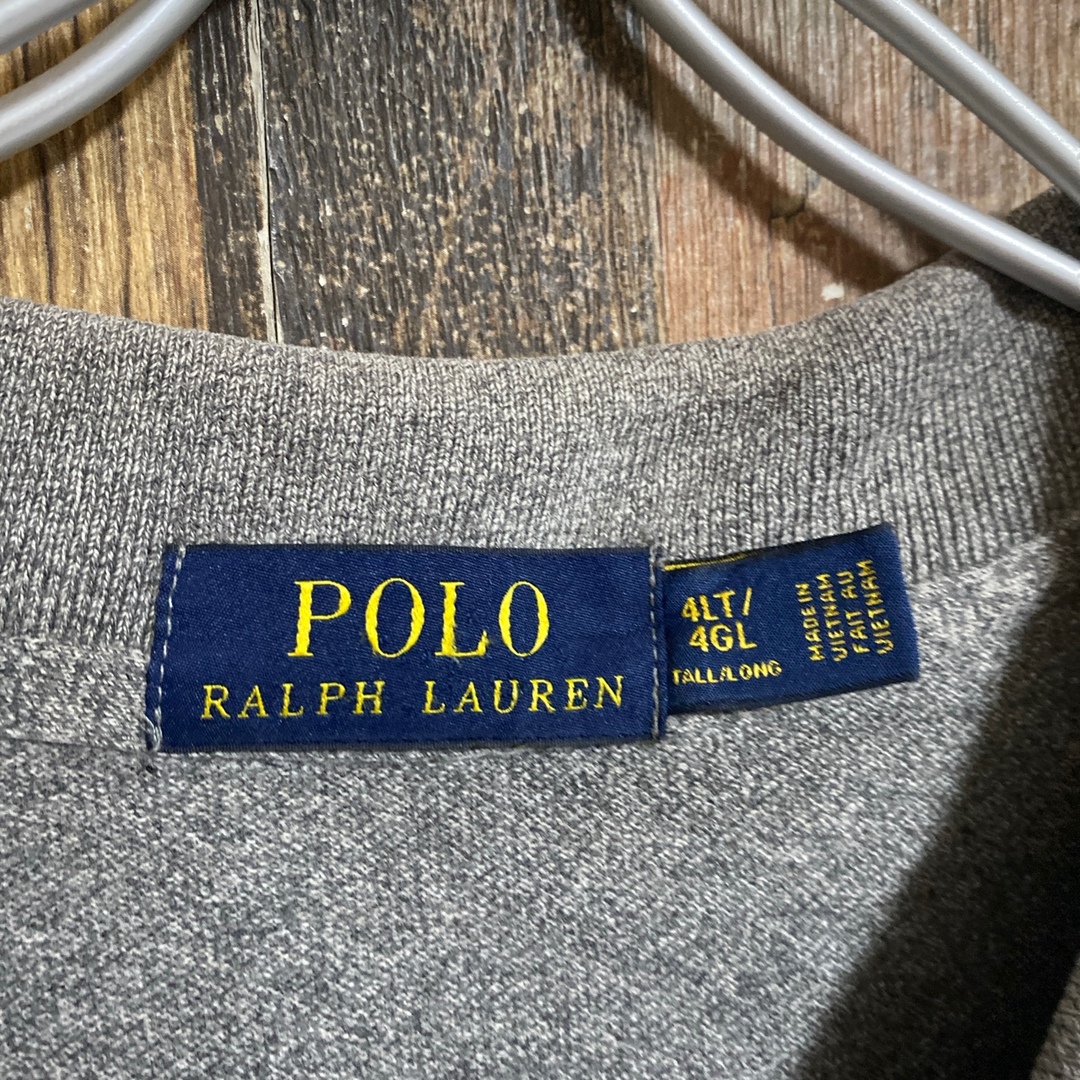 POLO
RALPH LAUREN
4LT/
4GL
TALL/LONG
MADE IN
VIETNAM
FAIT AU
VIETNAM